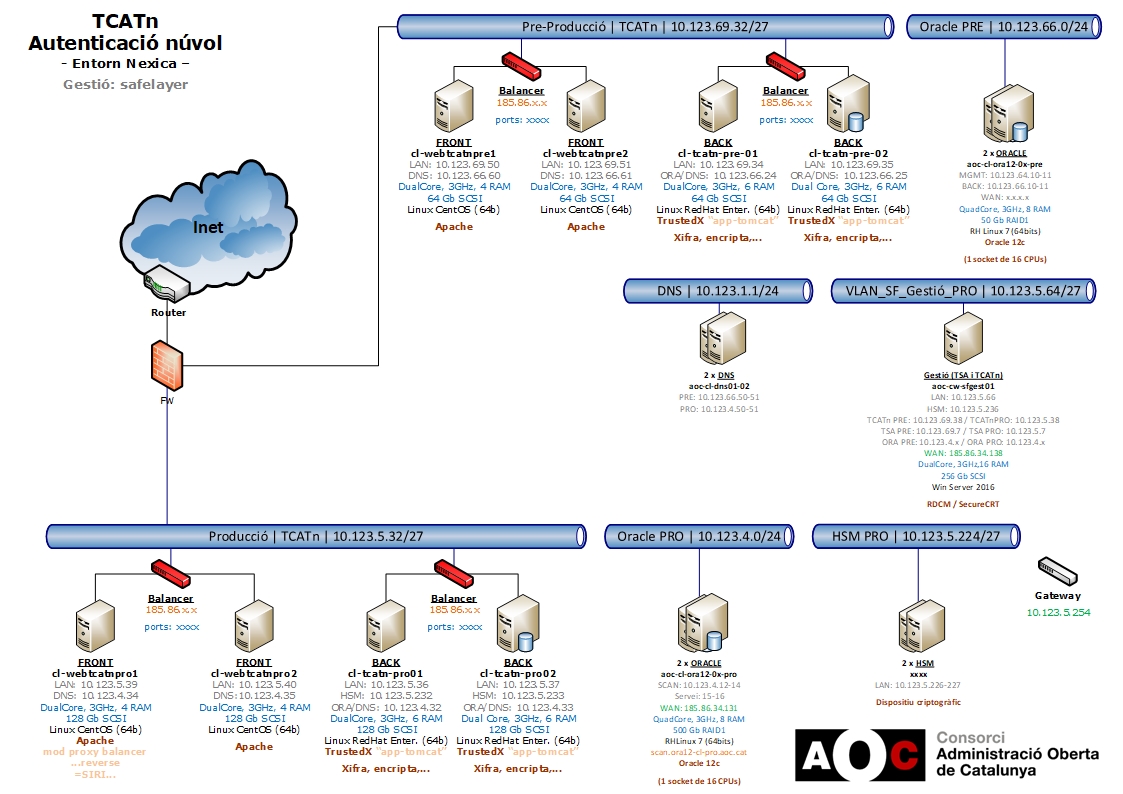 TCATn
Autenticació núvol
- Entorn Nexica –
Gestió: safelayer
Pre-Producció | TCATn | 10.123.69.32/27
Oracle PRE | 10.123.66.0/24
Balancer
185.86.x.x
ports: xxxx
Balancer
185.86.x.x
ports: xxxx
FRONT
cl-webtcatnpre1
LAN: 10.123.69.50
DNS: 10.123.66.60
DualCore, 3GHz, 4 RAM
64 Gb SCSI
Linux CentOS (64b)
Apache
FRONT
cl-webtcatnpre2
LAN: 10.123.69.51
DNS: 10.123.66.61
DualCore, 3GHz, 4 RAM
64 Gb SCSI
Linux CentOS (64b)
Apache
BACK
cl-tcatn-pre-01
LAN: 10.123.69.34
ORA/DNS: 10.123.66.24
DualCore, 3GHz, 6 RAM
64 Gb SCSI
Linux RedHat Enter. (64b)
TrustedX "app-tomcat"
Xifra, encripta,...
BACK
cl-tcatn-pre-02
LAN: 10.123.69.35
ORA/DNS: 10.123.66.25
Dual Core, 3GHz, 6 RAM
64 Gb SCSI
Linux RedHat Enter. (64b)
TrustedX "app-tomcat"
Xifra, encripta,...
2 x ORACLE
aoc-cl-ora12-0x-pre
MGMT: 10.123.64.10-11
BACK: 10.123.66.10-11
WAN: x.x.x.x
QuadCore, 3GHz, 8 RAM
50 Gb RAID1
RH Linux 7 (64bits)
Oracle 12c
(1 socket de 16 CPUs)
Inet
Router
FW
DNS | 10.123.1.1/24
2 x DNS
aoc-cl-dns01-02
PRE: 10.123.66.50-51
PRO: 10.123.4.50-51
VLAN_SF_Gestió_PRO | 10.123.5.64/27
Gestió (TSA i TCATn)
aoc-cw-sfgest01
LAN: 10.123.5.66
HSM: 10.123.5.236
TCATn PRE: 10.123.69.38 / TCATnPRO: 10.123.5.38
TSA PRE: 10.123.69.7 / TSA PRO: 10.123.5.7
ORA PRE: 10.123.4.x / ORA PRO: 10.123.4.x
WAN: 185.86.34.138
DualCore, 3GHz,16 RAM
256 Gb SCSI
Win Server 2016
RDCM / SecureCRT
Producció | TCATn | 10.123.5.32/27
Oracle PRO | 10.123.4.0/24
HSM PRO | 10.123.5.224/27
Balancer
185.86.x.x
ports: xxxx
Balancer
185.86.x.x
ports: xxxx
Gateway
10.123.5.254
FRONT
cl-webtcatnpro1
LAN: 10.123.5.39
DNS: 10.123.4.34
DualCore, 3GHz, 4 RAM
128 Gb SCSI
Linux CentOS (64b)
Apache
mod proxy balancer
...reverse
=SIRI...
FRONT
cl-webtcatnpro2
LAN: 10.123.5.40
DNS:10.123.4.35
DualCore, 3GHz, 4 RAM
128 Gb SCSI
Linux CentOS (64b)
Apache
BACK
cl-tcatn-pro01
LAN: 10.123.5.36
HSM: 10.123.5.232
ORA/DNS: 10.123.4.32
DualCore, 3GHz, 6 RAM
128 Gb SCSI
Linux RedHat Enter. (64b)
TrustedX "app-tomcat"
Xifra, encripta,...
BACK
cl-tcatn-pro02
LAN: 10.123.5.37
HSM: 10.123.5.233
ORA/DNS: 10.123.4.33
Dual Core, 3GHz, 6 RAM
128 Gb SCSI
Linux RedHat Enter. (64b)
TrustedX "app-tomcat"
Xifra, encripta,...
2 x ORACLE
aoc-cl-ora12-0x-pro
SCAN: 10.123.4.12-14
Servei: 15-16
WAN: 185.86.34.131
QuadCore, 3GHz, 8 RAM
500 Gb RAID1
RH Linux 7 (64bits)
scan.ora12-cl-pro.aoc.cat
Oracle 12c
(1 socket de 16 CPUs)
2 x HSM
xxxx
LAN: 10.123.5.226-227
Dispositiu criptogràfic
AOC
Consorci
Administració Oberta
de Catalunya